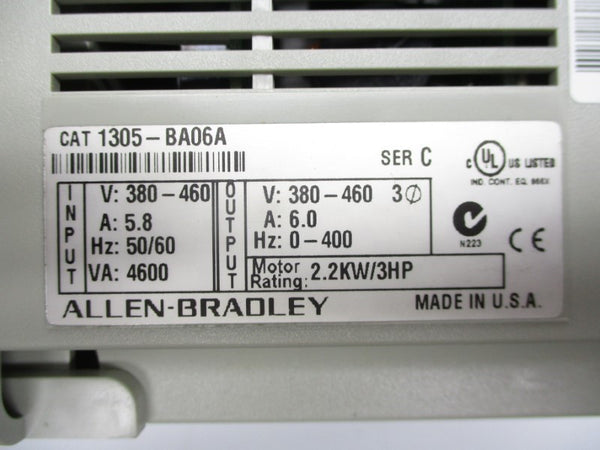 CAT 1305-BA06A
SER C
C UL US LISTED
IND. CONT. EQ. 966X
INPUT
V: 380-460
A: 5.8
Hz: 50/60
VA: 4600
OUTPUT
V: 380-460 3Ø
A: 6.0
Hz: 0-400
Motor Rating: 2.2KW/3HP
N223
CE
ALLEN-BRADLEY
MADE IN U.S.A.